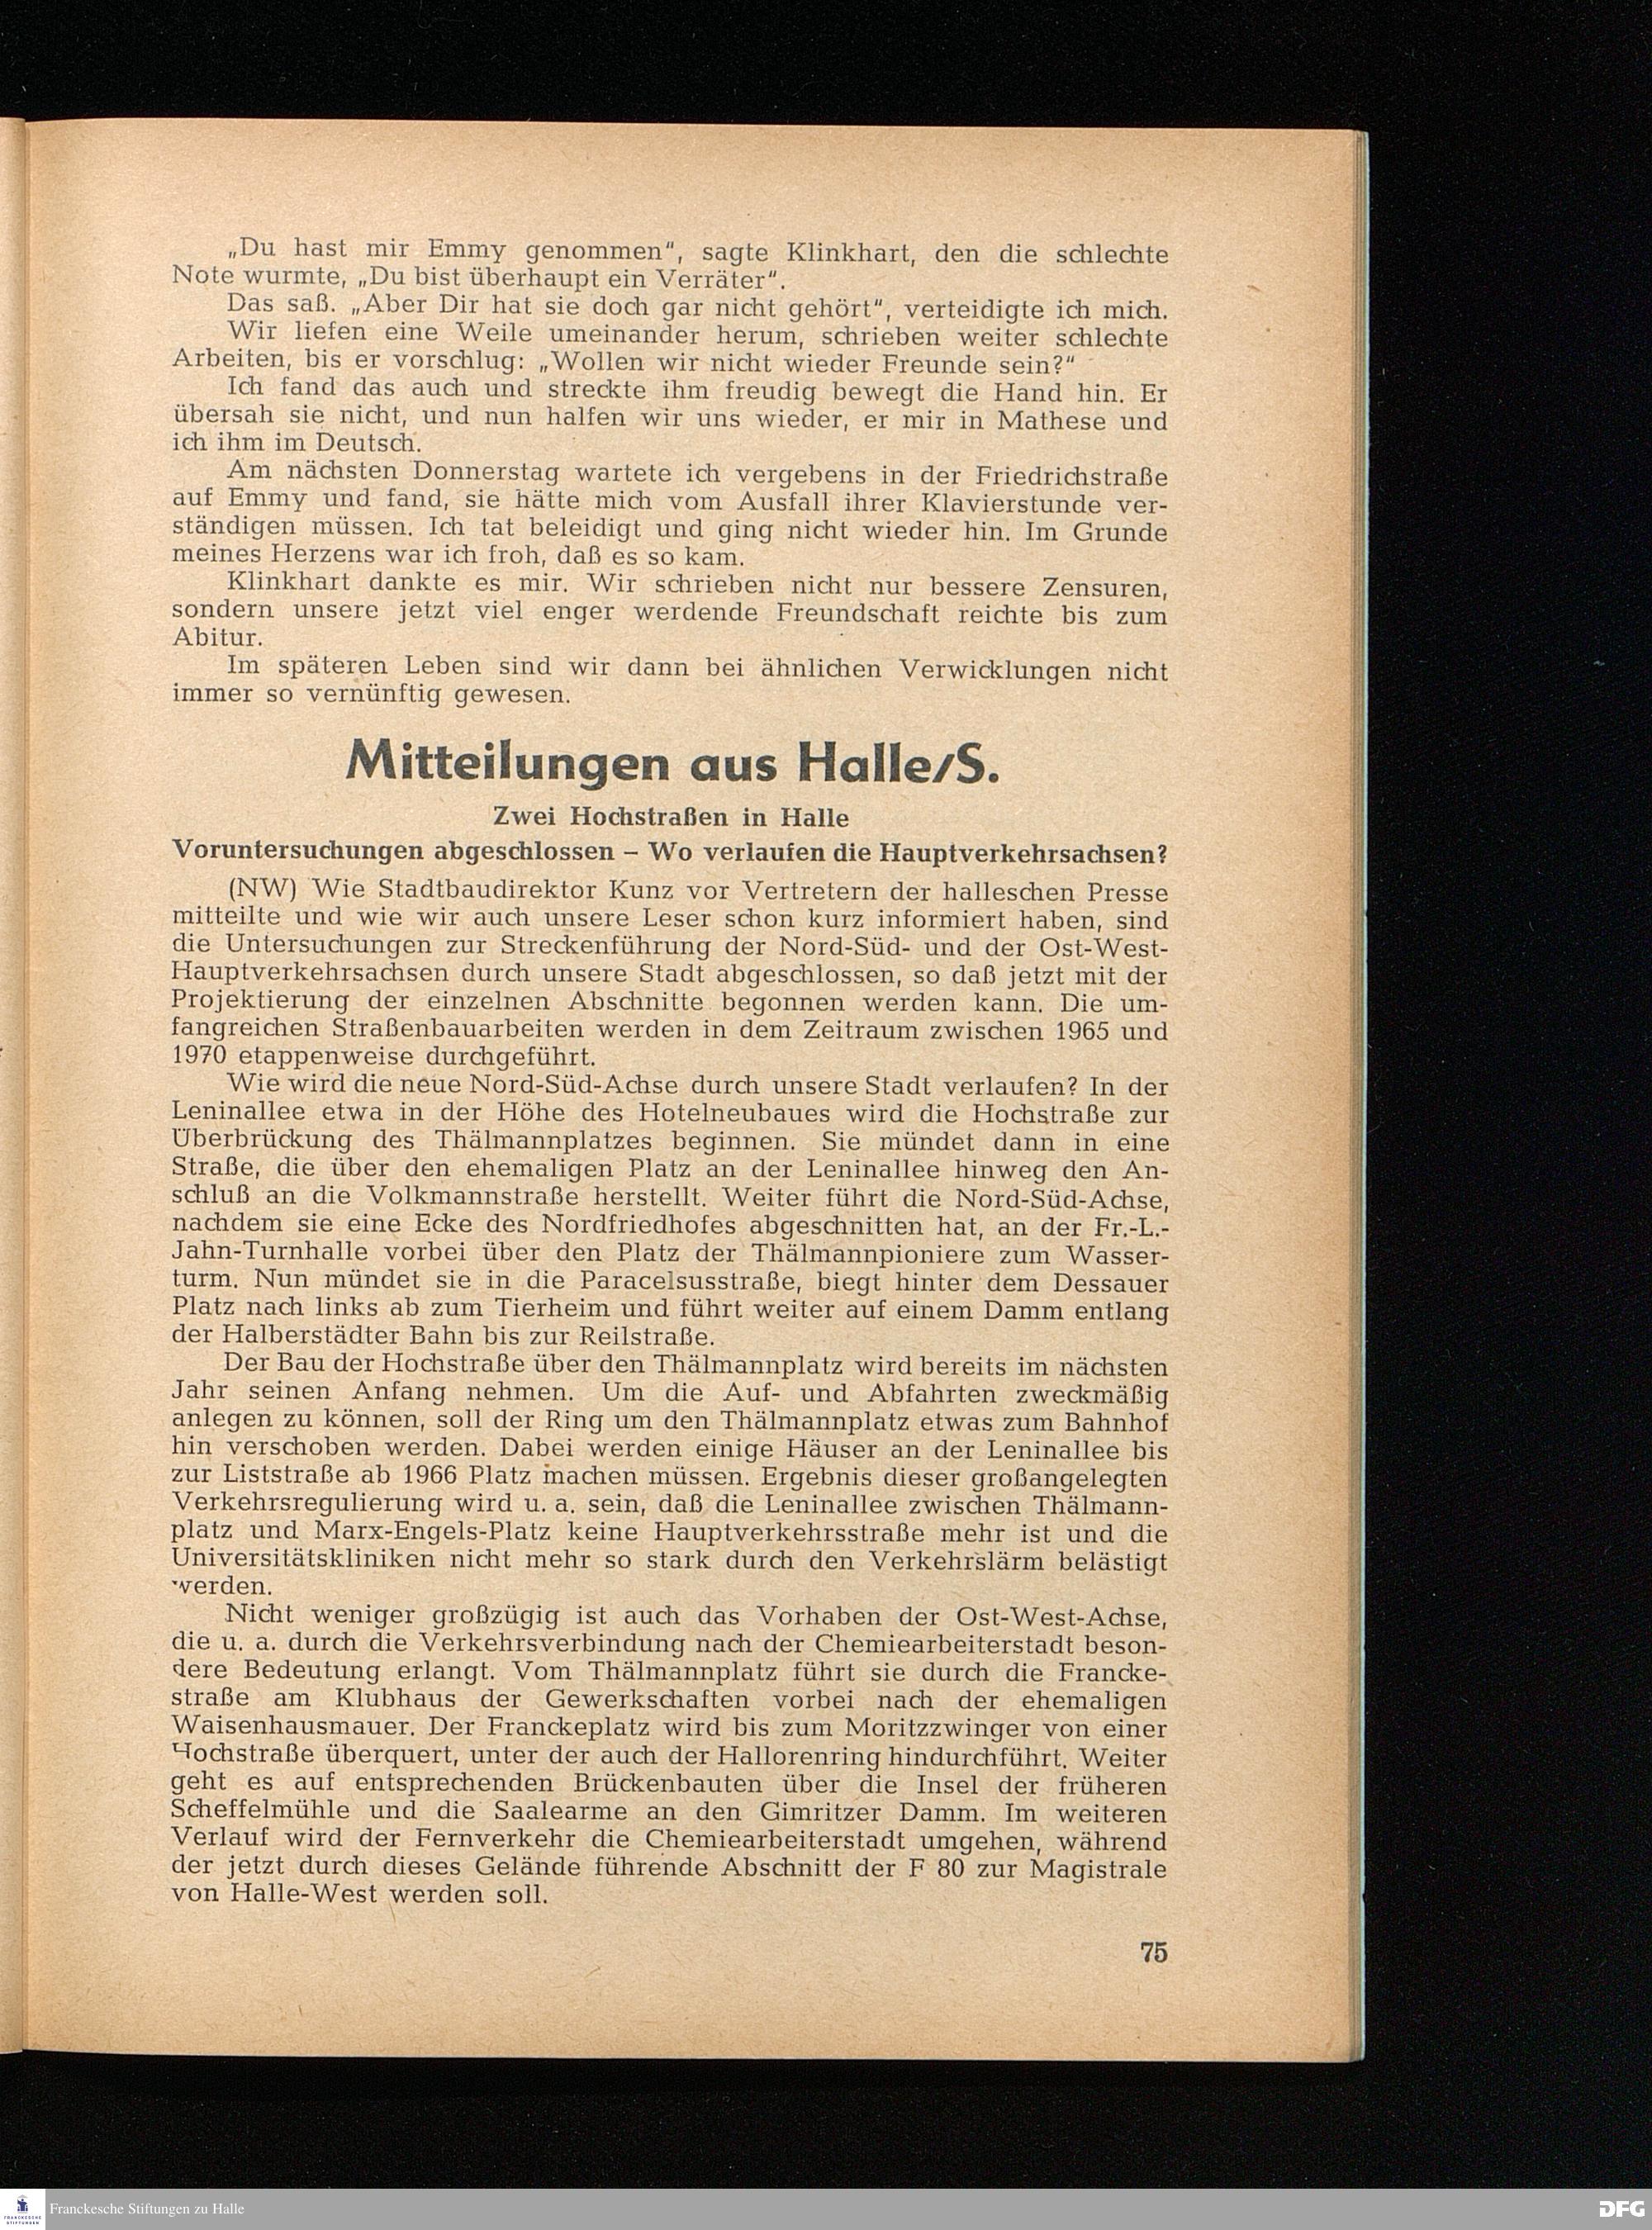 „Du hast mir Emmy genommen“, sagte Klinkhart, den die schlechte
Note wurmte, „Du bist überhaupt ein Verräter“.
Das saß. „Aber Dir hat sie doch gar nicht gehört“, verteidigte ich mich.
Wir liefen eine Weile umeinander herum, schrieben weiter schlechte
Arbeiten, bis er vorschlug: „Wollen wir nicht wieder Freunde sein?“
Ich fand das auch und streckte ihm freudig bewegt die Hand hin. Er
übersah sie nicht, und nun halfen wir uns wieder, er mir in Mathese und
ich ihm im Deutsch.
Am nächsten Donnerstag wartete ich vergebens in der Friedrichstraße
auf Emmy und fand, sie hätte mich vom Ausfall ihrer Klavierstunde ver-
ständigen müssen. Ich tat beleidigt und ging nicht wieder hin. Im Grunde
meines Herzens war ich froh, daß es so kam.
Klinkhart dankte es mir. Wir schrieben nicht nur bessere Zensuren,
sondern unsere jetzt viel enger werdende Freundschaft reichte bis zum
Abitur.
Im späteren Leben sind wir dann bei ähnlichen Verwicklungen nicht
immer so vernünftig gewesen.
Mitteilungen aus Halle/S.
Zwei Hochstraßen in Halle
Voruntersuchungen abgeschlossen – Wo verlaufen die Hauptverkehrsachsen?
(NW) Wie Stadtbaudirektor Kunz vor Vertretern der halleschen Presse
mitteilte und wie wir auch unsere Leser schon kurz informiert haben, sind
die Untersuchungen zur Streckenführung der Nord-Süd- und der Ost-West-
Hauptverkehrsachsen durch unsere Stadt abgeschlossen, so daß jetzt mit der
Projektierung der einzelnen Abschnitte begonnen werden kann. Die um-
fangreichen Straßenbauarbeiten werden in dem Zeitraum zwischen 1965 und
1970 etappenweise durchgeführt.
Wie wird die neue Nord-Süd-Achse durch unsere Stadt verlaufen? In der
Leninallee etwa in der Höhe des Hotelneubaues wird die Hochstraße zur
Überbrückung des Thälmannplatzes beginnen. Sie mündet dann in eine
Straße, die über den ehemaligen Platz an der Leninallee hinweg den An-
schluß an die Volkmannstraße herstellt. Weiter führt die Nord-Süd-Achse,
nachdem sie eine Ecke des Nordfriedhofes abgeschnitten hat, an der Fr.-L.-
Jahn-Turnhalle vorbei über den Platz der Thälmannpioniere zum Wasser-
turm. Nun mündet sie in die Paracelsusstraße, biegt hinter dem Dessauer
Platz nach links ab zum Tierheim und führt weiter auf einem Damm entlang
der Halberstädter Bahn bis zur Reilstraße.
Der Bau der Hochstraße über den Thälmannplatz wird bereits im nächsten
Jahr seinen Anfang nehmen. Um die Auf- und Abfahrten zweckmäßig
anlegen zu können, soll der Ring um den Thälmannplatz etwas zum Bahnhof
hin verschoben werden. Dabei werden einige Häuser an der Leninallee bis
zur Liststraße ab 1966 Platz machen müssen. Ergebnis dieser großangelegten
Verkehrsregulierung wird u. a. sein, daß die Leninallee zwischen Thälmann-
platz und Marx-Engels-Platz keine Hauptverkehrsstraße mehr ist und die
Universitätskliniken nicht mehr so stark durch den Verkehrslärm belästigt
werden.
Nicht weniger großzügig ist auch das Vorhaben der Ost-West-Achse,
die u. a. durch die Verkehrsverbindung nach der Chemiearbeiterstadt beson-
dere Bedeutung erlangt. Vom Thälmannplatz führt sie durch die Francke-
straße am Klubhaus der Gewerkschaften vorbei nach der ehemaligen
Waisenhausmauer. Der Franckeplatz wird bis zum Moritzzwinger von einer
Hochstraße überquert, unter der auch der Hallorenring hindurchführt. Weiter
geht es auf entsprechenden Brückenbauten über die Insel der früheren
Scheffelmühle und die Saalearme an den Gimritzer Damm. Im weiteren
Verlauf wird der Fernverkehr die Chemiearbeiterstadt umgehen, während
der jetzt durch dieses Gelände führende Abschnitt der F 80 zur Magistrale
von Halle-West werden soll.
75
FRANCKESCHE
STIFTUNGEN
Franckesche Stiftungen zu Halle
DFG